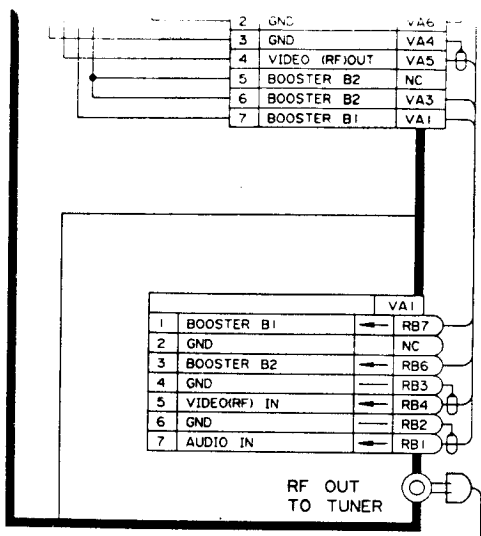 2 GND VA6
3 GND VA4
4 VIDEO (RF)OUT VA5
5 BOOSTER B2 NC
6 BOOSTER B2 VA3
7 BOOSTER B1 VA1
VA1
1 BOOSTER B1 RB7
2 GND NC
3 BOOSTER B2 RB6
4 GND RB3
5 VIDEO(RF) IN RB4
6 GND RB2
7 AUDIO IN RB1
RF OUT
TO TUNER